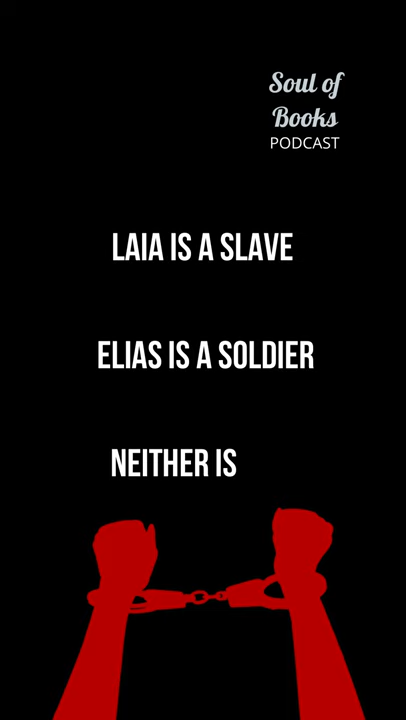 Soul of
Books
PODCAST
LAIA IS A SLAVE
ELIAS IS A SOLDIER
NEITHER IS